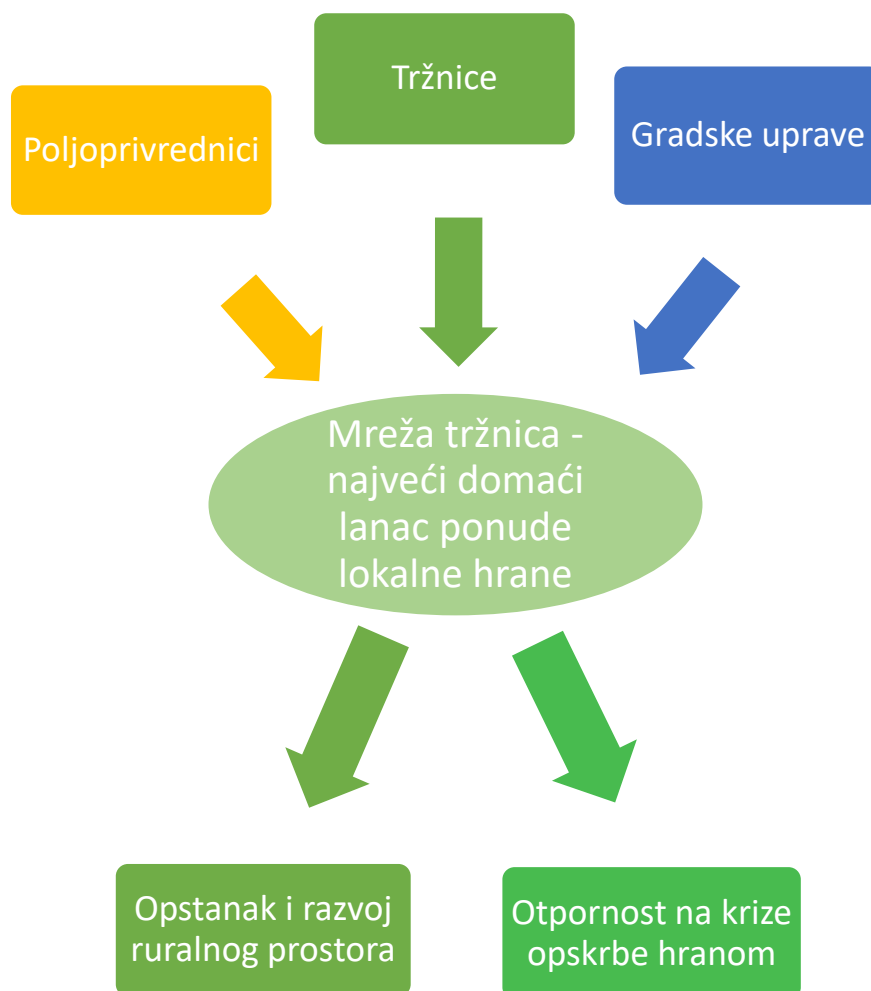 Tržnice
Poljoprivrednici
Gradske uprave
Mreža tržnica -
najveći domaći
lanac ponude
lokalne hrane
Opstanak i razvoj
ruralnog prostora
Otpornost na krize
opskrbe hranom